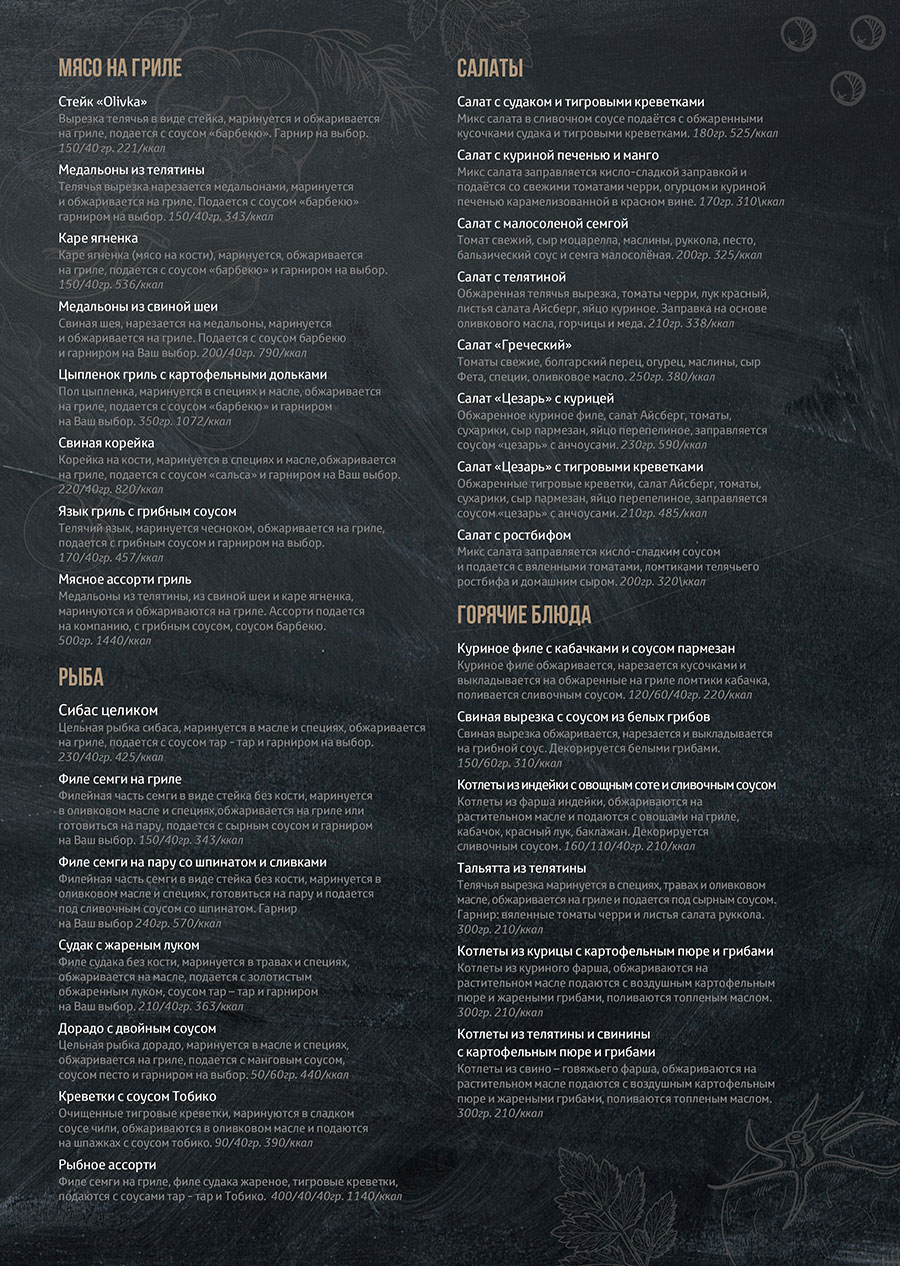 МЯСО НА ГРИЛЕ
Стейк «Olivka»
Вырезка телячья в виде стейка, маринуется и обжаривается
на гриле, подается с соусом «барбекю». Гарнир на выбор.
150/40 гр. 221/ккал
Медальоны из телятины
Телячья вырезка нарезается медальонами, маринуется
и обжаривается на гриле. Подается с соусом «барбекю»
гарниром на выбор. 150/40гр. 343/ккал
Каре ягненка
Каре ягненка (мясо на кости), маринуется, обжаривается
на гриле, подается с соусом «барбекю» и гарниром на выбор.
150/40гр. 536/ккал
Медальоны из свиной шеи
Свиная шея, нарезается на медальоны, маринуется
и обжаривается на гриле. Подается с соусом барбекю
и гарниром на Ваш выбор. 200/40гр. 790/ккал
Цыпленок гриль с картофельными дольками
Пол цыпленка, маринуется в специях и масле, обжаривается
на гриле, подается с соусом «барбекю» и гарниром
на Ваш выбор. 350гр. 1072/ккал
Свиная корейка
Корейка на кости, маринуется в специях и масле,обжаривается
на гриле, подается с соусом «сальса» и гарниром на Ваш выбор.
220/40гр. 820/ккал
Язык гриль с грибным соусом
Телячий язык, маринуется чесноком, обжаривается на гриле,
подается с грибным соусом и гарниром на выбор.
170/40гр. 457/ккал
Мясное ассорти гриль
Медальоны из телятины, из свиной шеи и каре ягненка,
маринуются и обжариваются на гриле. Ассорти подается
на компанию, с грибным соусом, соусом барбекю.
500гр. 1440/ккал
РЫБА
Сибас целиком
Цельная рыбка сибаса, маринуется в масле и специях, обжаривается
на гриле, подается с соусом тар - тар и гарниром на выбор.
230/40гр. 425/ккал
Филе семги на гриле
Филейная часть семги в виде стейка без кости, маринуется
в оливковом масле и специях,обжаривается на гриле или
готовиться на пару, подается с сырным соусом и гарниром
на Ваш выбор. 150/40гр. 343/ккал
Филе семги на пару со шпинатом и сливками
Филейная часть семги в виде стейка без кости, маринуется в
оливковом масле и специях, готовиться на пару и подается
под сливочным соусом со шпинатом. Гарнир
на Ваш выбор 240гр. 570/ккал
Судак с жареным луком
Филе судака без кости, маринуется в травах и специях,
обжаривается на масле, подается с золотистым
обжаренным луком, соусом тар – тар и гарниром
на Ваш выбор. 210/40гр. 363/ккал
Дорадо с двойным соусом
Цельная рыбка дорадо, маринуется в масле и специях,
обжаривается на гриле, подается с манговым соусом,
соусом песто и гарниром на выбор. 50/60гр. 440/ккал
Креветки с соусом Тобико
Очищенные тигровые креветки, маринуются в сладком
соусе чили, обжариваются в оливковом масле и подаются
на шпажках с соусом тобико. 90/40гр. 390/ккал
Рыбное ассорти
Филе семги на гриле, филе судака жареное, тигровые креветки,
подаются с соусами тар - тар и Тобико. 400/40/40гр. 1140/ккал
САЛАТЫ
Салат с судаком и тигровыми креветками
Микс салата в сливочном соусе подаётся с обжаренными
кусочками судака и тигровыми креветками. 180гр. 525/ккал
Салат с куриной печенью и манго
Микс салата заправляется кисло-сладкой заправкой и
подаётся со свежими томатами черри, огурцом и куриной
печенью карамелизованной в красном вине. 170гр. 310\ккал
Салат с малосоленой семгой
Томат свежий, сыр моцарелла, маслины, руккола, песто,
бальзический соус и семга малосолёная. 200гр. 325/ккал
Салат с телятиной
Обжаренная телячья вырезка, томаты черри, лук красный,
листья салата Айсберг, яйцо куриное. Заправка на основе
оливкового масла, горчицы и меда. 210гр. 338/ккал
Салат «Греческий»
Томаты свежие, болгарский перец, огурец, маслины, сыр
Фета, специи, оливковое масло. 250гр. 380/ккал
Салат «Цезарь» с курицей
Обжаренное куриное филе, салат Айсберг, томаты,
сухарики, сыр пармезан, яйцо перепелиное, заправляется
соусом «цезарь» с анчоусами. 230гр. 590/ккал
Салат «Цезарь» с тигровыми креветками
Обжаренные тигровые креветки, салат Айсберг, томаты,
сухарики, сыр пармезан, яйцо перепелиное, заправляется
соусом «цезарь» с анчоусами. 210гр. 485/ккал
Салат с ростбифом
Микс салата заправляется кисло-сладким соусом
и подается с вяленными томатами, ломтиками телячьего
ростбифа и домашним сыром. 200гр. 320\ккал
ГОРЯЧИЕ БЛЮДА
Куриное филе с кабачками и соусом пармезан
Куриное филе обжаривается, нарезается кусочками и
выкладывается на обжаренные на гриле ломтики кабачка,
поливается сливочным соусом. 120/60/40гр. 220/ккал
Свиная вырезка с соусом из белых грибов
Свиная вырезка обжаривается, нарезается и выкладывается
на грибной соус. Декорируется белыми грибами.
150/60гр. 310/ккал
Котлеты из индейки с овощным соте и сливочным соусом
Котлеты из фарша индейки, обжариваются на
растительном масле и подаются с овощами на гриле,
кабачок, красный лук, баклажан. Декорируется
сливочным соусом. 160/110/40гр. 210/ккал
Тальятта из телятины
Телячья вырезка маринуется в специях, травах и оливковом
масле, обжаривается на гриле и подается под сырным соусом.
Гарнир: вяленные томаты черри и листья салата руккола.
300гр. 210/ккал
Котлеты из курицы с картофельным пюре и грибами
Котлеты из куриного фарша, обжариваются на
растительном масле подаются с воздушным картофельным
пюре и жареными грибами, поливаются топленым маслом.
300гр. 210/ккал
Котлеты из телятины и свинины
с картофельным пюре и грибами
Котлеты из свино – говяжьего фарша, обжариваются на
растительном масле подаются с воздушным картофельным
пюре и жареными грибами, поливаются топленым маслом.
300гр. 210/ккал